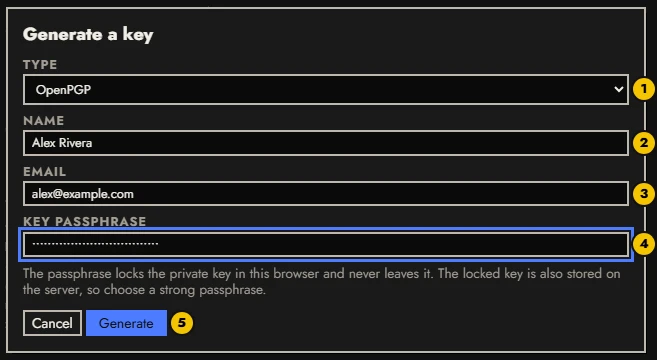 Generate a key
TYPE
OpenPGP
1
NAME
Alex Rivera
2
EMAIL
alex@example.com
3
KEY PASSPHRASE
4
The passphrase locks the private key in this browser and never leaves it. The locked key is also stored on
the server, so choose a strong passphrase.
Cancel
Generate
5